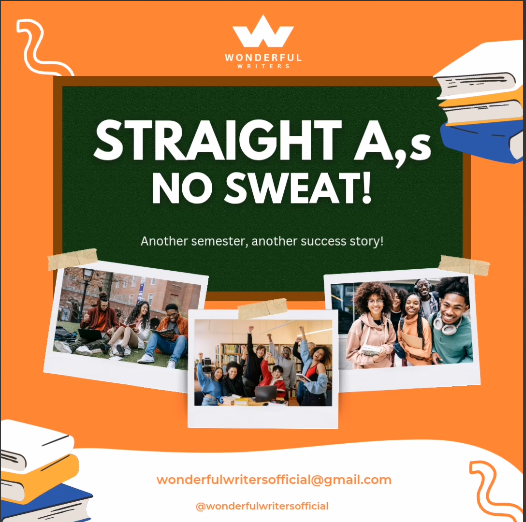 WONDERFUL
WRITERS
STRAIGHT A,s
NO SWEAT!
Another semester, another success story!
wonderfulwritersofficial@gmail.com
@wonderfulwritersofficial